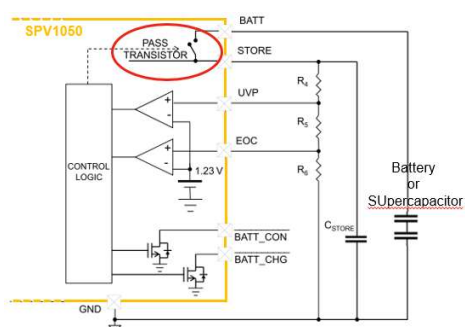 SPV1050
BATT
PASS
TRANSISTOR
STORE
UVP
R4
+
-
R5
EOC
+
-
CONTROL
LOGIC
1.23 V
R6
Battery
or
SUpercapacitor
CSTORE
BATT_CON
BATT_CHG
GND